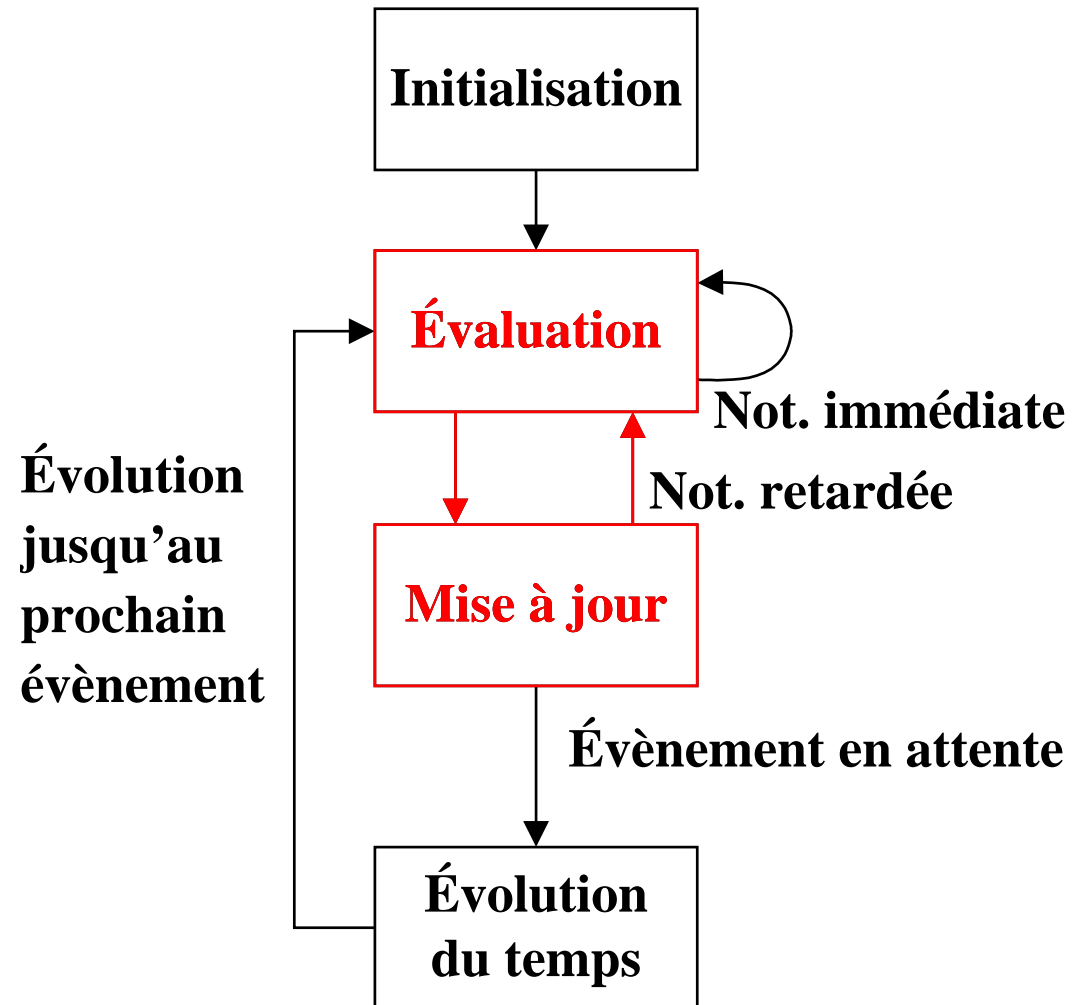 Initialisation
Évaluation
Not. immédiate
Not. retardée
Évolution
jusqu’au
prochain
évènement
Mise à jour
Évènement en attente
Évolution
du temps